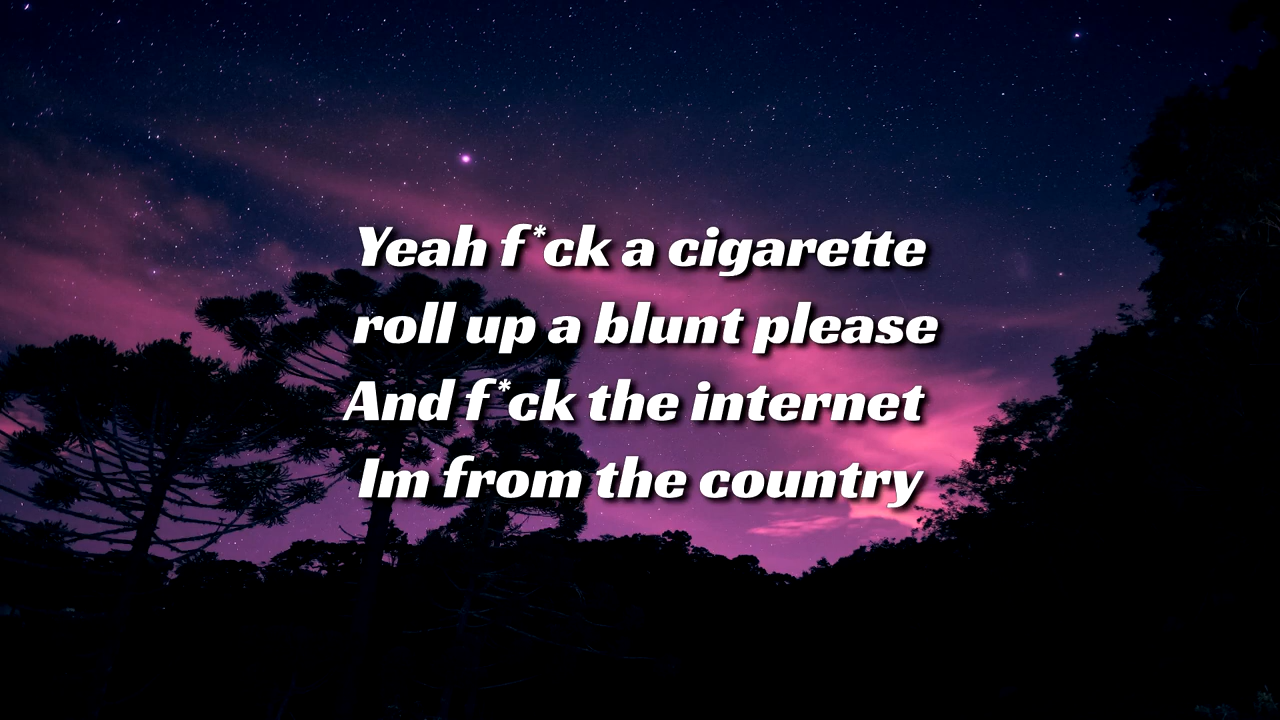 Yeah f*ck a cigarette
roll up a blunt please
And f*ck the internet
Im from the country